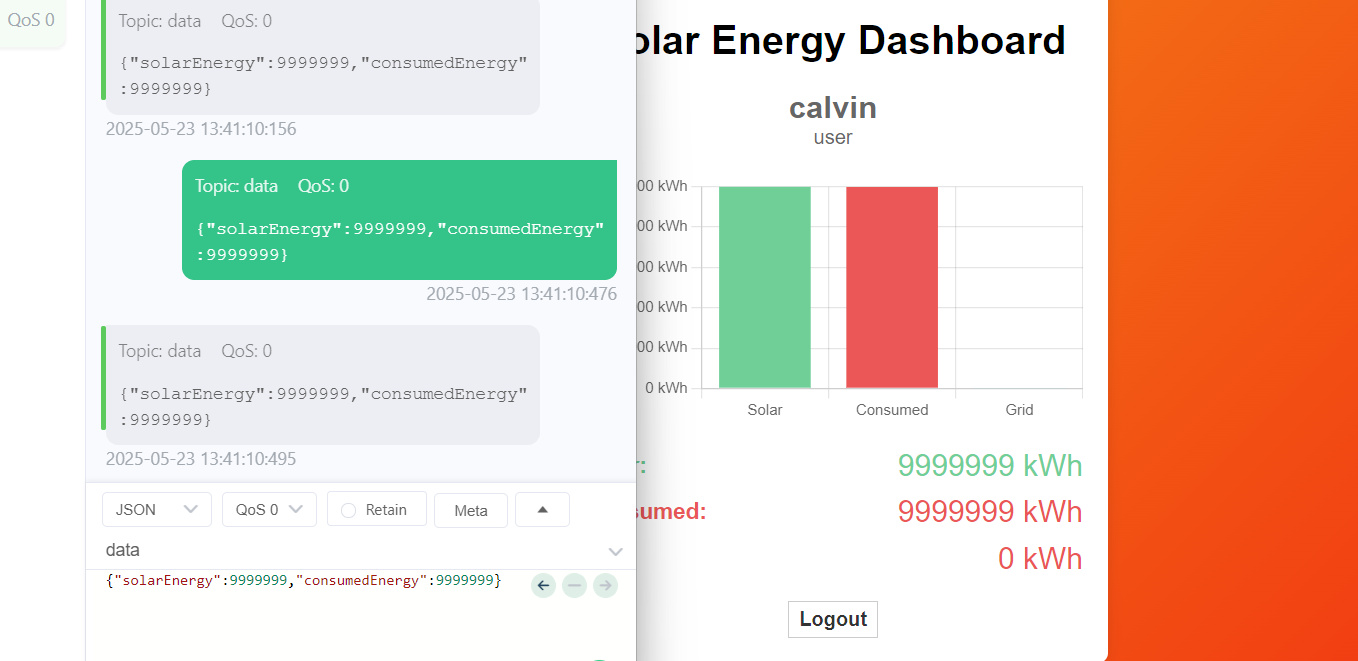 QoS 0
Topic: data QoS: 0
{"solarEnergy":9999999,"consumedEnergy"
:9999999}
2025-05-23 13:41:10:156
Topic: data QoS: 0
{"solarEnergy":9999999,"consumedEnergy"
:9999999}
2025-05-23 13:41:10:476
Topic: data QoS: 0
{"solarEnergy":9999999,"consumedEnergy"
:9999999}
2025-05-23 13:41:10:495
JSON QoS 0 Retain Meta
data
{"solarEnergy":9999999,"consumedEnergy":9999999}
olar Energy Dashboard
calvin
user
00 kWh
00 kWh
00 kWh
00 kWh
00 kWh
0 kWh
Solar Consumed Grid
r: 9999999 kWh
sumed: 9999999 kWh
0 kWh
Logout